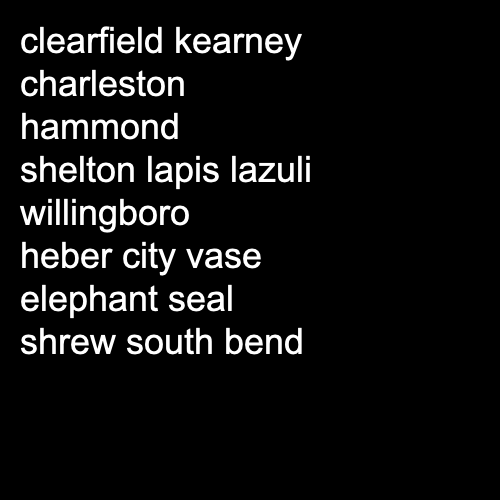 clearfield kearney
charleston
hammond
shelton lapis lazuli
willingboro
heber city vase
elephant seal
shrew south bend